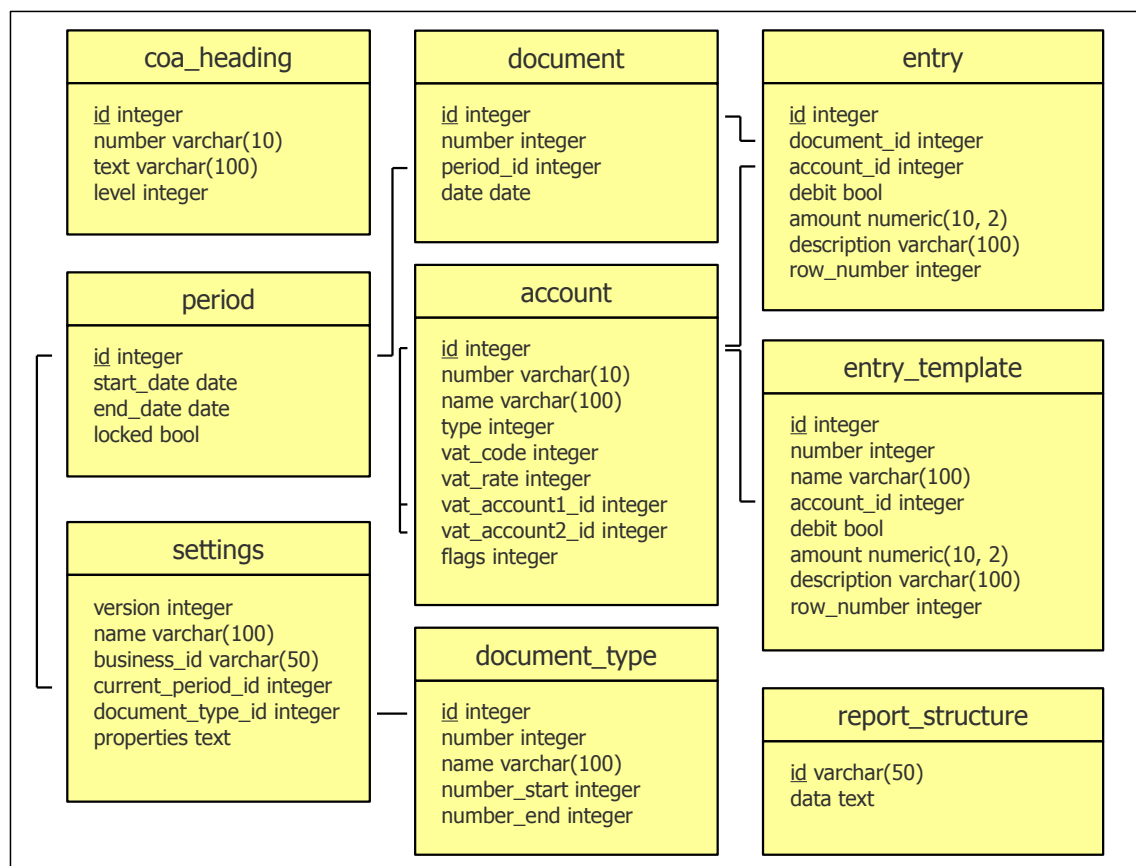 coa_heading
id integer
number varchar(10)
text varchar(100)
level integer
document
id integer
number integer
period_id integer
date date
entry
id integer
document_id integer
account_id integer
debit bool
amount numeric(10, 2)
description varchar(100)
row_number integer
period
id integer
start_date date
end_date date
locked bool
account
id integer
number varchar(10)
name varchar(100)
type integer
vat_code integer
vat_rate integer
vat_account1_id integer
vat_account2_id integer
flags integer
entry_template
id integer
number integer
name varchar(100)
account_id integer
debit bool
amount numeric(10, 2)
description varchar(100)
row_number integer
settings
version integer
name varchar(100)
business_id varchar(50)
current_period_id integer
document_type_id integer
properties text
document_type
id integer
number integer
name varchar(100)
number_start integer
number_end integer
report_structure
id varchar(50)
data text